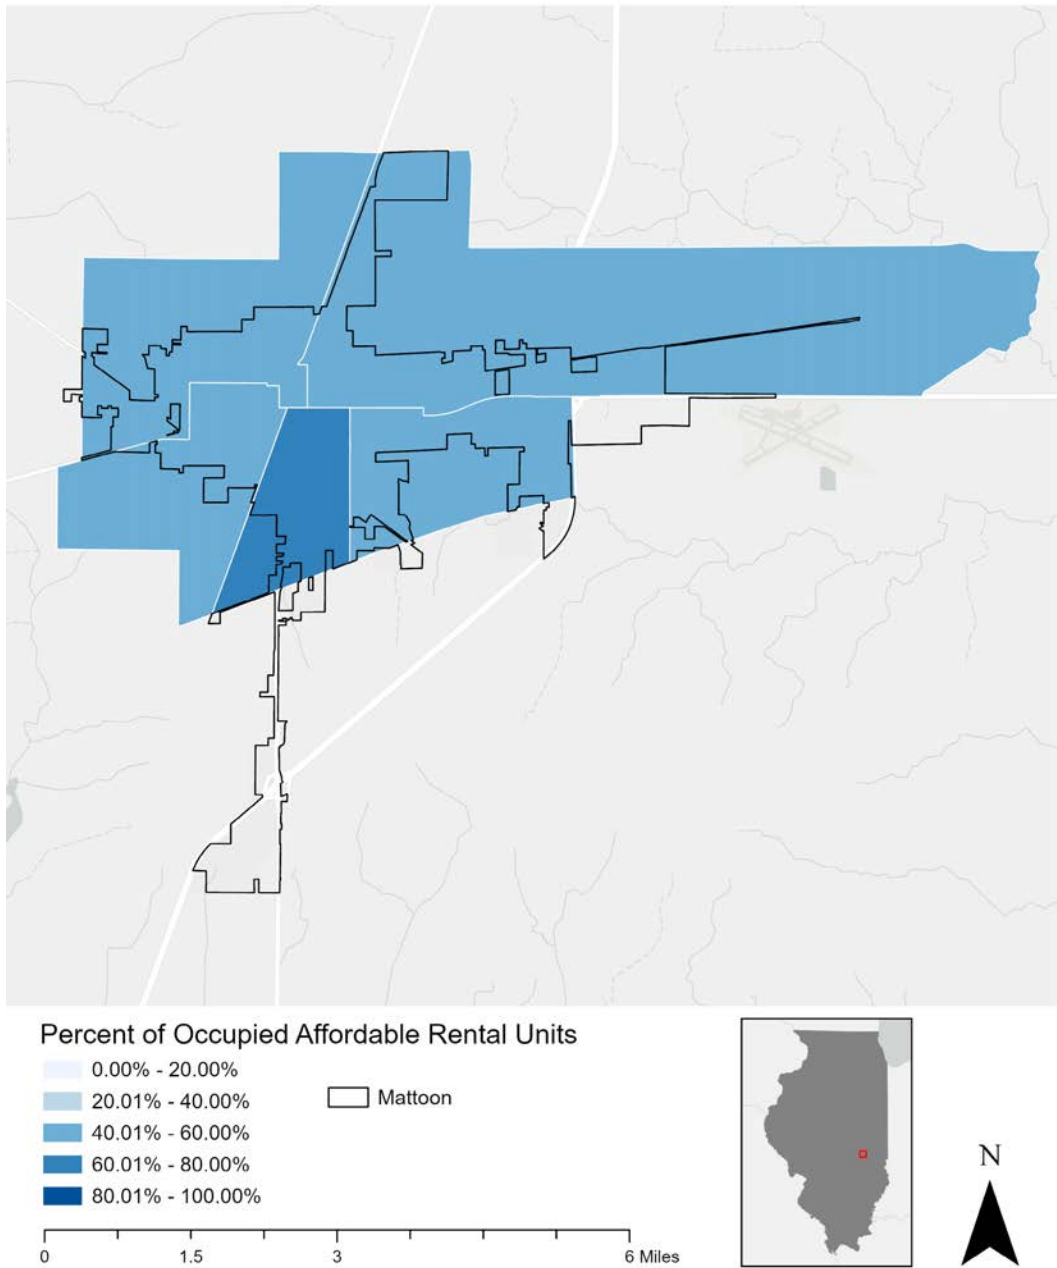 Percent of Occupied Affordable Rental Units
0.00% - 20.00%
20.01% - 40.00%
40.01% - 60.00%
60.01% - 80.00%
80.01% - 100.00%
Mattoon
N
0 1.5 3 6 Miles